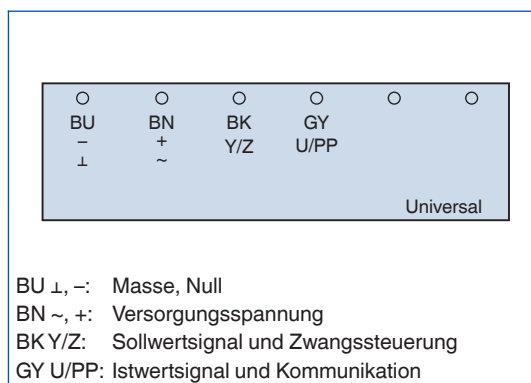 BU BN BK GY
– + Y/Z U/PP
⊥ ~
Universal
BU ⊥, –: Masse, Null
BN ~, +: Versorgungsspannung
BK Y/Z: Sollwertsignal und Zwangssteuerung
GY U/PP: Istwertsignal und Kommunikation